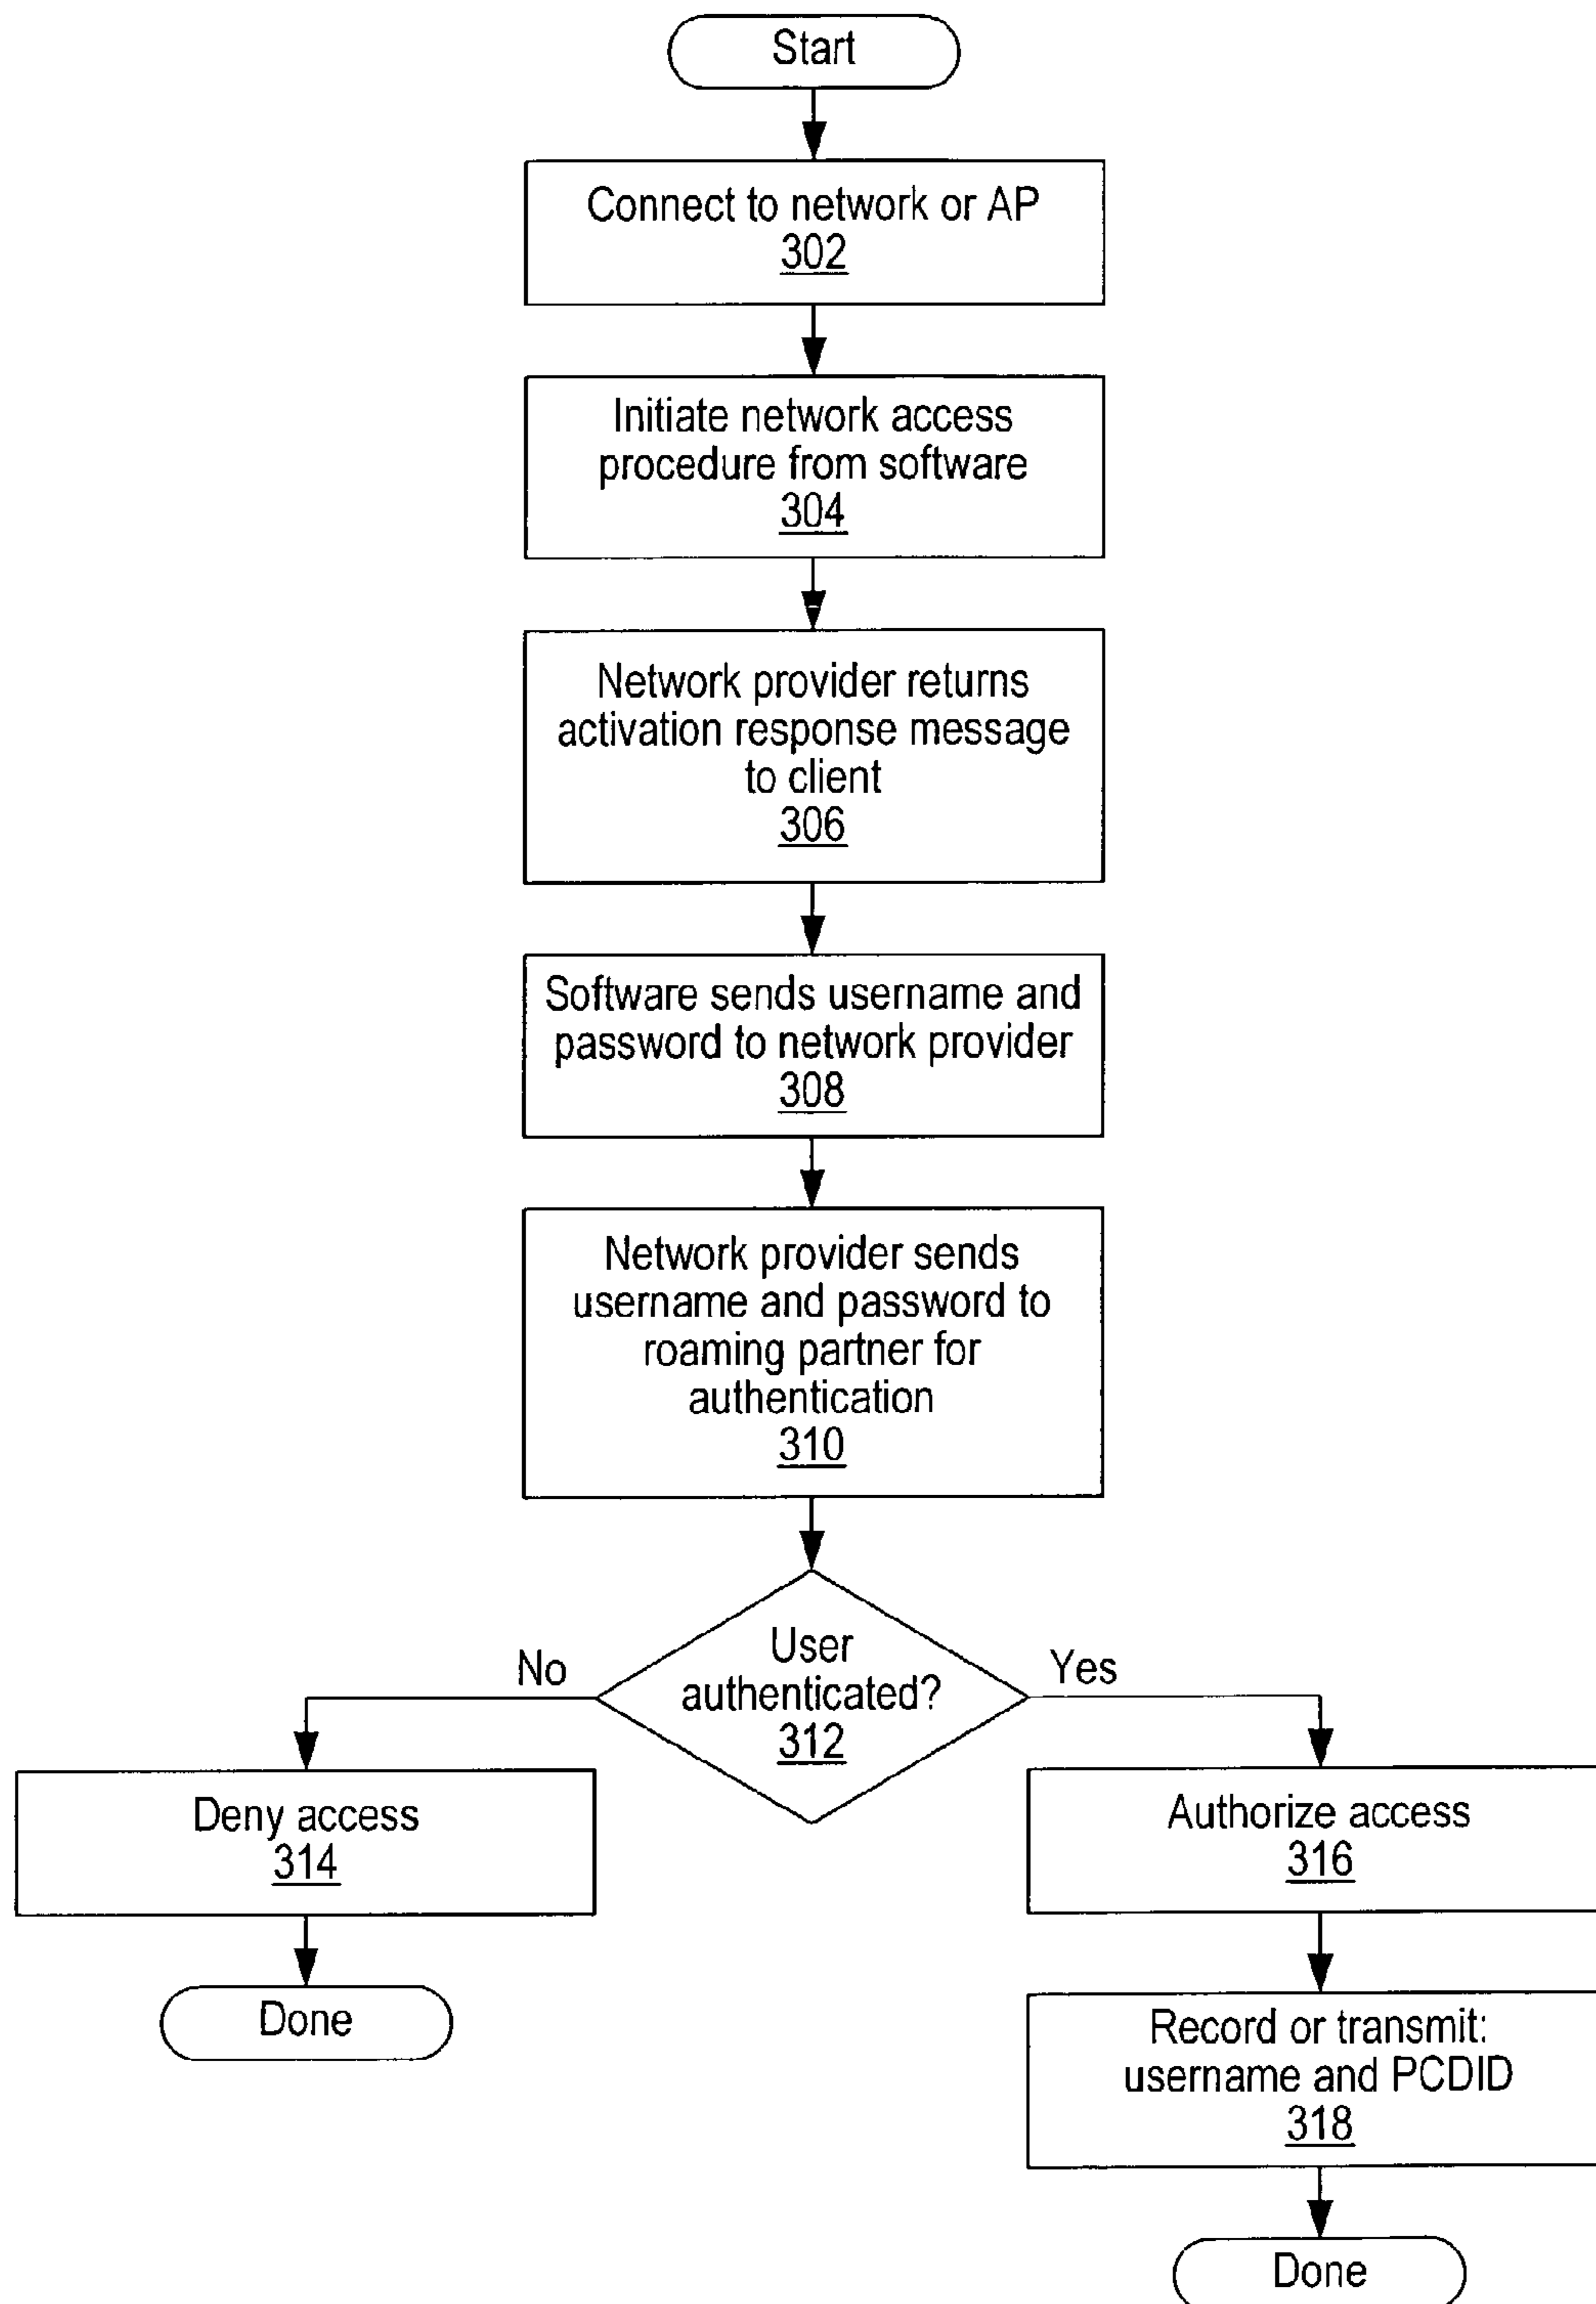 Start
Connect to network or AP
302
Initiate network access
procedure from software
304
Network provider returns
activation response message
to client
306
Software sends username and
password to network provider
308
Network provider sends
username and password to
roaming partner for
authentication
310
No
User
authenticated?
312
Yes
Deny access
314
Done
Authorize access
316
Record or transmit:
username and PCDID
318
Done